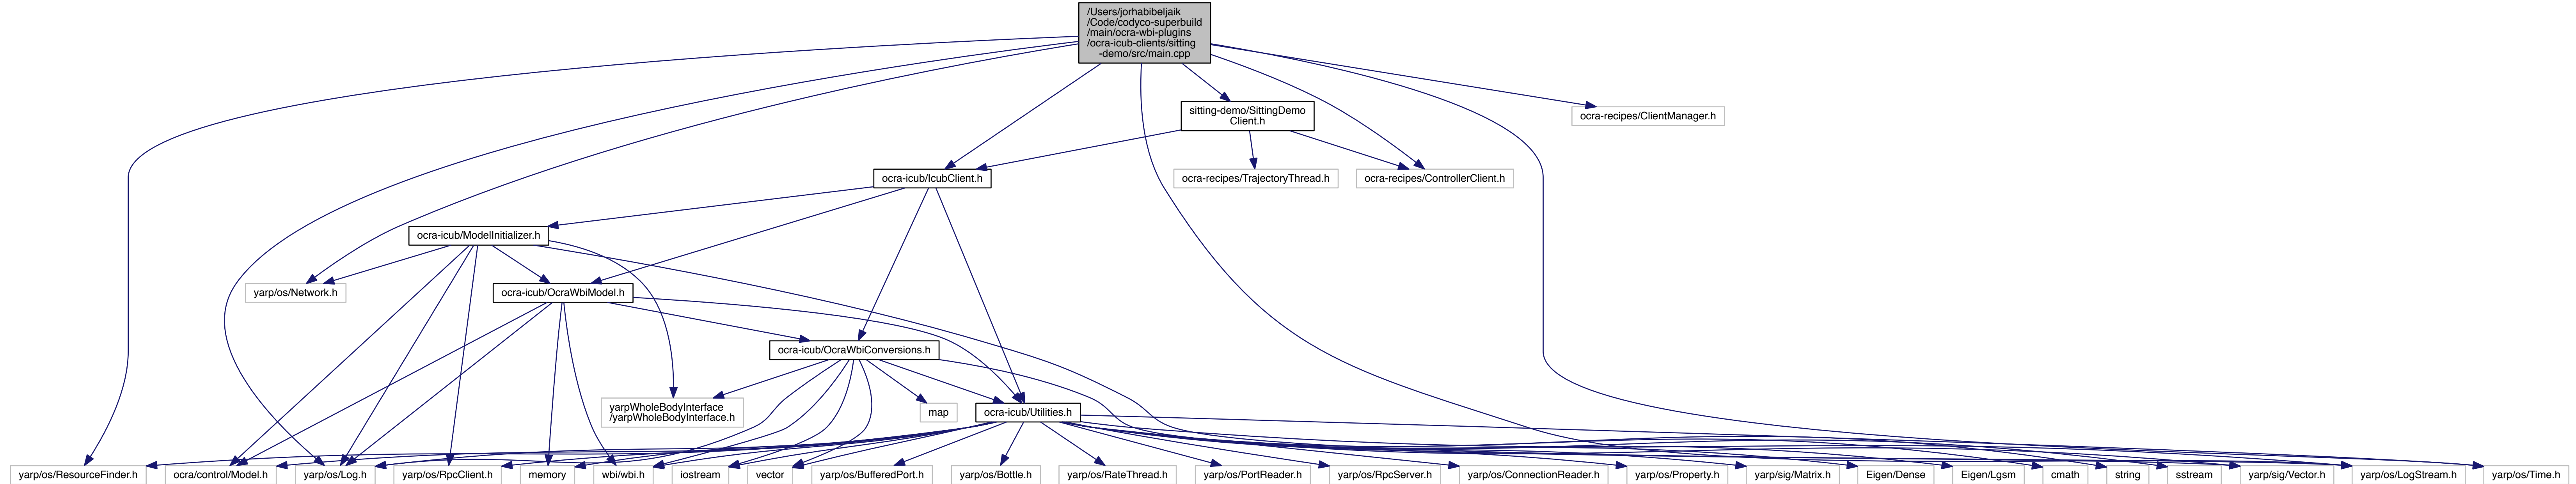 /Users/jorhabibeljaik
/Code/codyco-superbuild
/main/ocra-wbi-plugins
/ocra-icub-clients/sitting
-demo/src/main.cpp
sitting-demo/SittingDemo
Client.h
ocra-recipes/ClientManager.h
ocra-icub/IcubClient.h
ocra-recipes/TrajectoryThread.h
ocra-recipes/ControllerClient.h
ocra-icub/ModelInitializer.h
yarp/os/Network.h
ocra-icub/OcraWbiModel.h
ocra-icub/OcraWbiConversions.h
yarpWholeBodyInterface
/yarpWholeBodyInterface.h
map
ocra-icub/Utilities.h
yarp/os/ResourceFinder.h
ocra/control/Model.h
yarp/os/Log.h
yarp/os/RpcClient.h
memory
wbi/wbi.h
iostream
vector
yarp/os/BufferedPort.h
yarp/os/Bottle.h
yarp/os/RateThread.h
yarp/os/PortReader.h
yarp/os/RpcServer.h
yarp/os/ConnectionReader.h
yarp/os/Property.h
yarp/sig/Matrix.h
Eigen/Dense
Eigen/Lgsm
cmath
string
sstream
yarp/sig/Vector.h
yarp/os/LogStream.h
yarp/os/Time.h